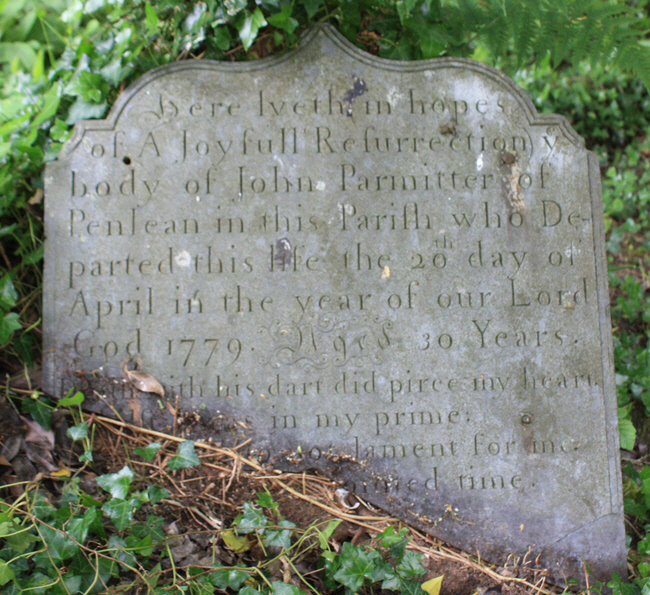 Here lyeth in hopes
of A Joyfull Reſurrection yͤ
body of John Parmitter of
Penſean in this Pariſh who De-
parted this life the 20th day of
April in the year of our Lord
God 1779. Aged 30 Years.
with his dart did pirce my heart
in my prime:
lament for me
time.